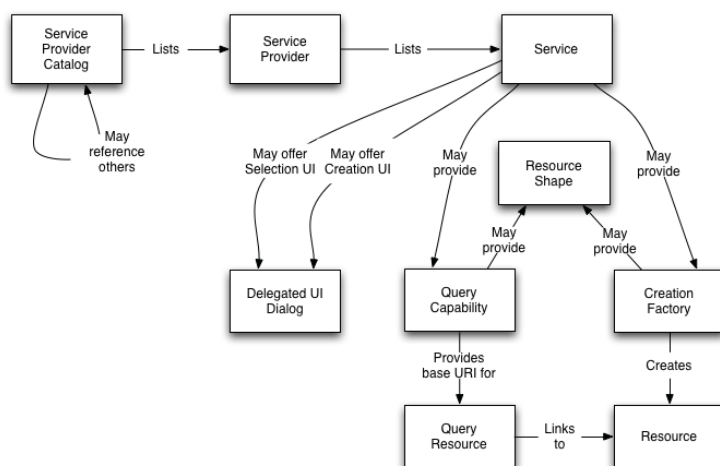 Service
Provider
Catalog
Lists
Service
Provider
Lists
Service
May
reference
others
May offer
Selection UI
May offer
Creation UI
May
provide
Resource
Shape
May
provide
May
provide
May
provide
Delegated UI
Dialog
Query
Capability
Creation
Factory
Provides
base URI for
Creates
Query
Resource
Links
to
Resource